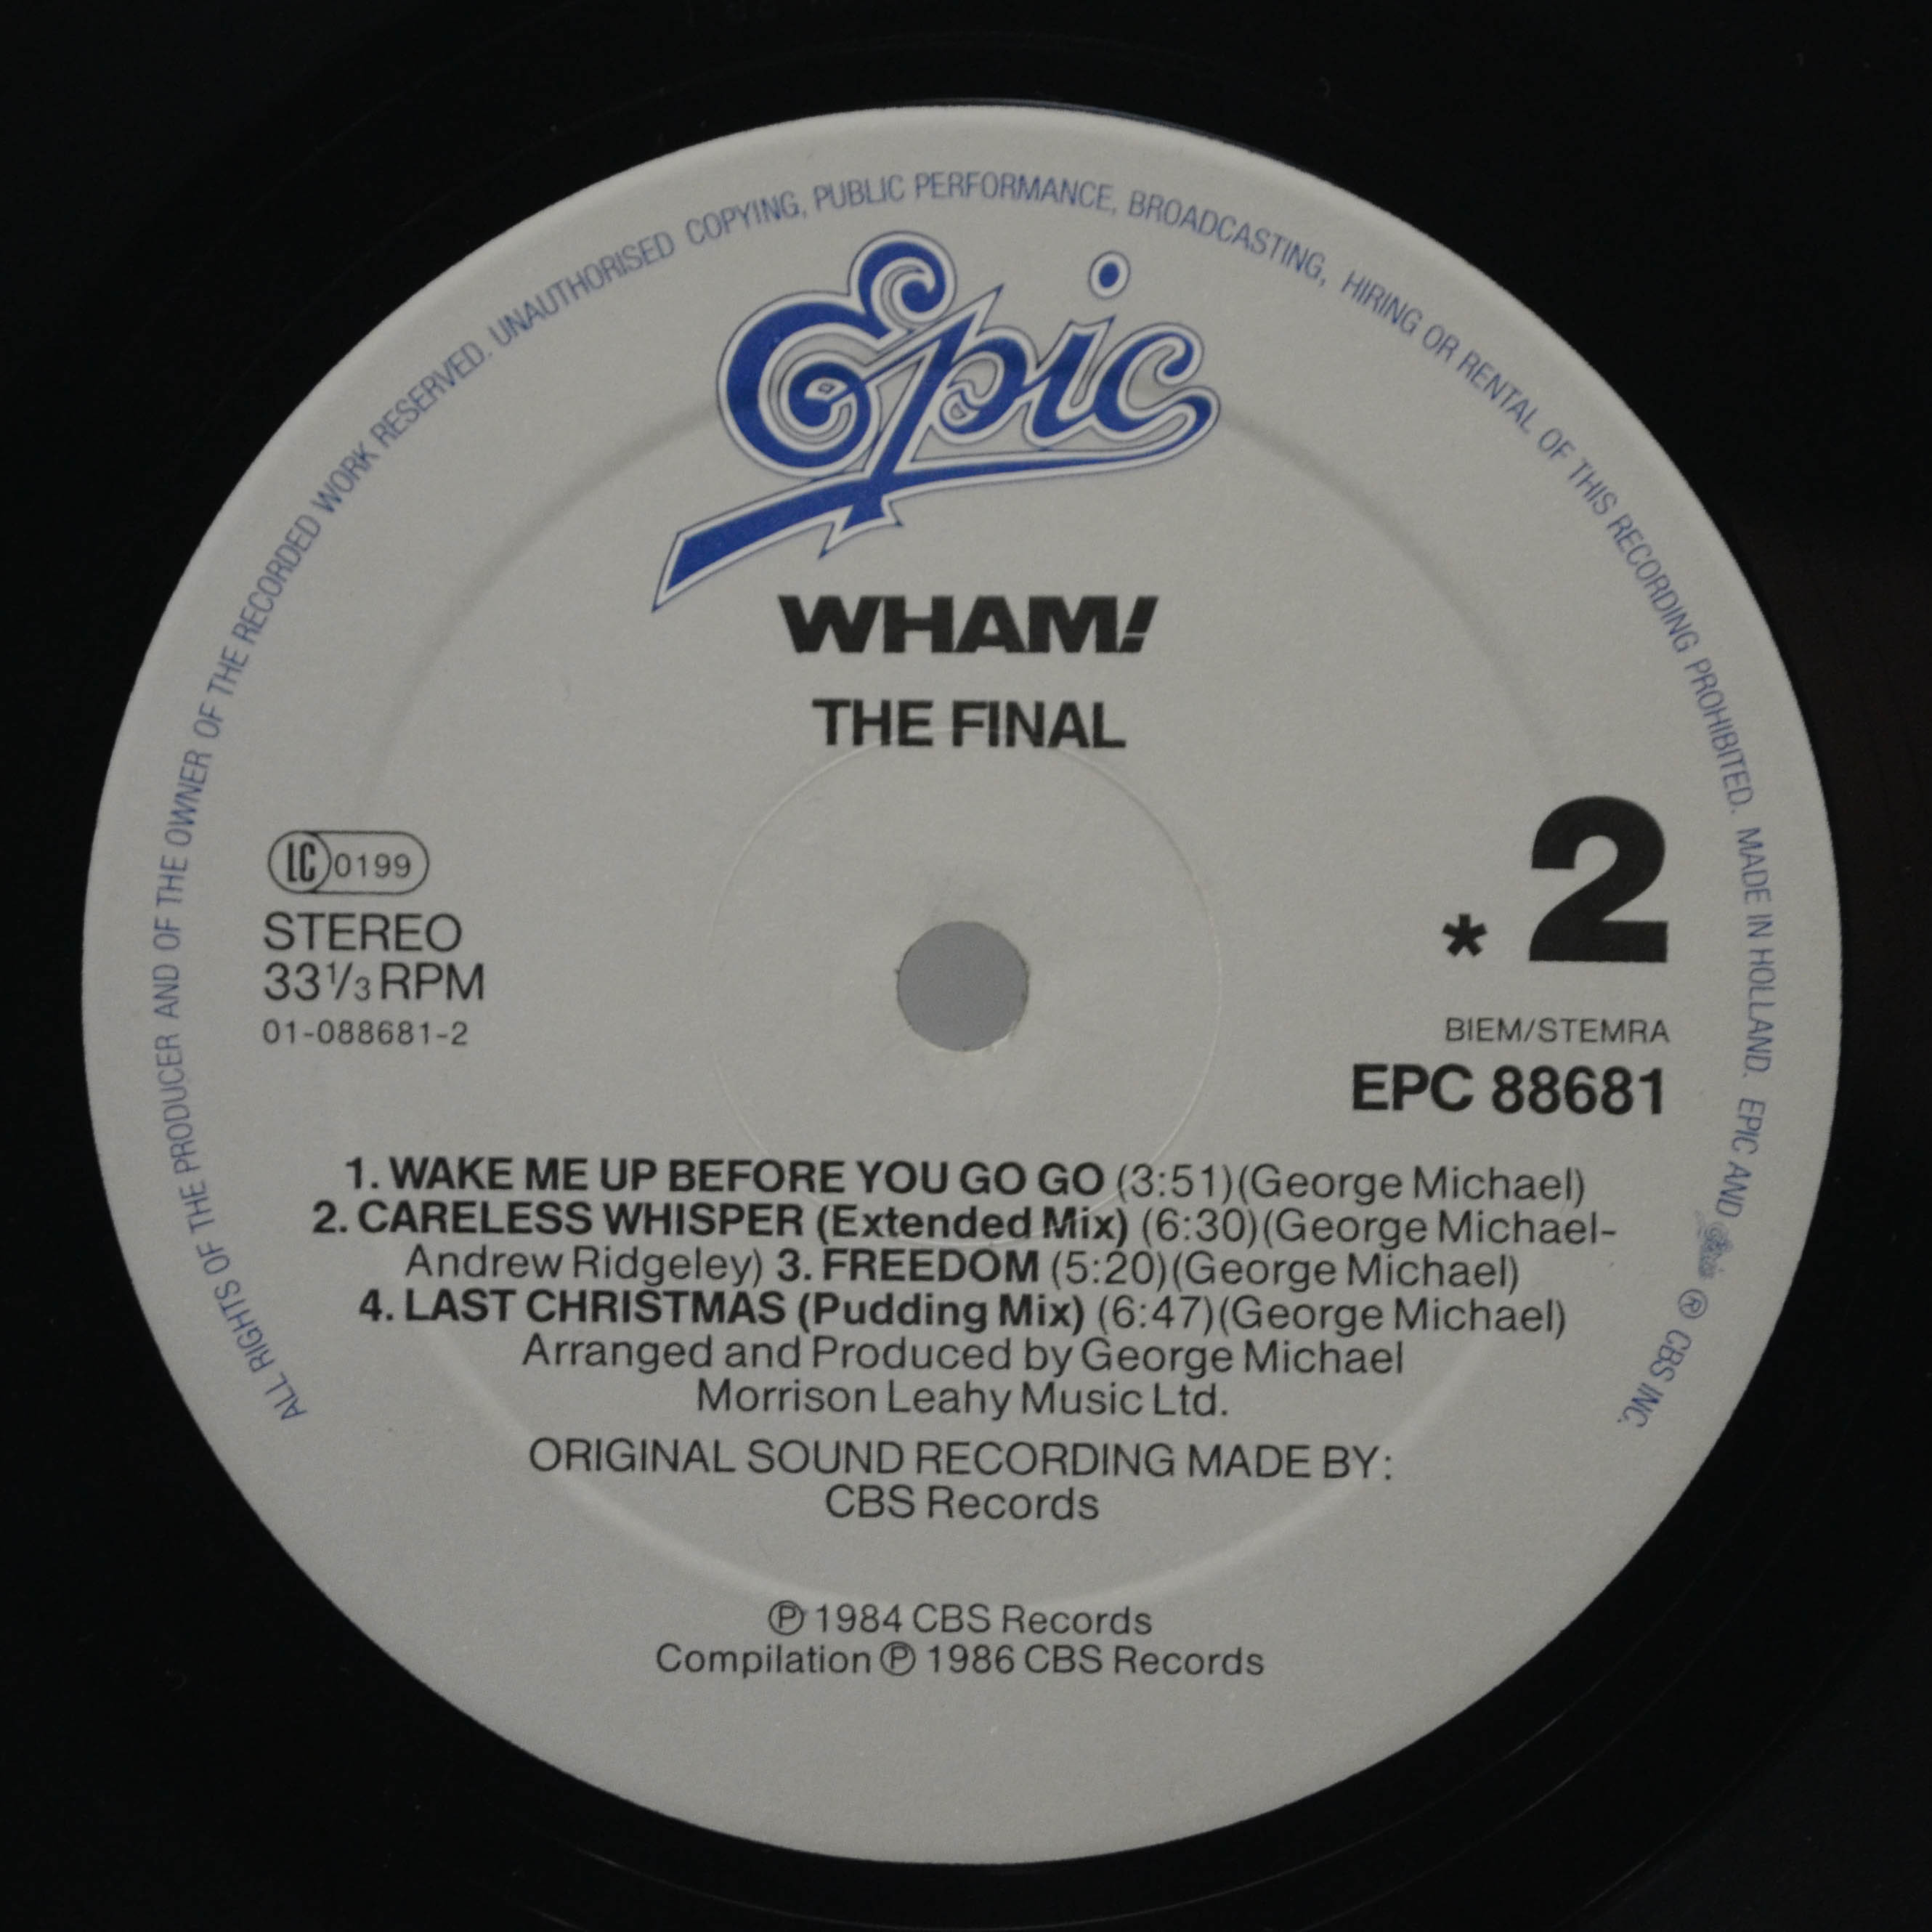 ALL RIGHTS OF THE PRODUCER AND OF THE OWNER OF THE RECORDED WORK RESERVED. UNAUTHORISED COPYING, PUBLIC PERFORMANCE, BROADCASTING, HIRING OR RENTAL OF THIS RECORDING PROHIBITED. MADE IN HOLLAND. EPIC AND Epic ® CBS INC.
Epic
WHAM!
THE FINAL
LC 0199
STEREO
33 1/3 RPM
01-088681-2
* 2
BIEM/STEMRA
EPC 88681
1. WAKE ME UP BEFORE YOU GO GO (3:51)(George Michael)
2. CARELESS WHISPER (Extended Mix) (6:30)(George Michael-
Andrew Ridgeley) 3. FREEDOM (5:20)(George Michael)
4. LAST CHRISTMAS (Pudding Mix) (6:47)(George Michael)
Arranged and Produced by George Michael
Morrison Leahy Music Ltd.
ORIGINAL SOUND RECORDING MADE BY:
CBS Records
℗ 1984 CBS Records
Compilation ℗ 1986 CBS Records